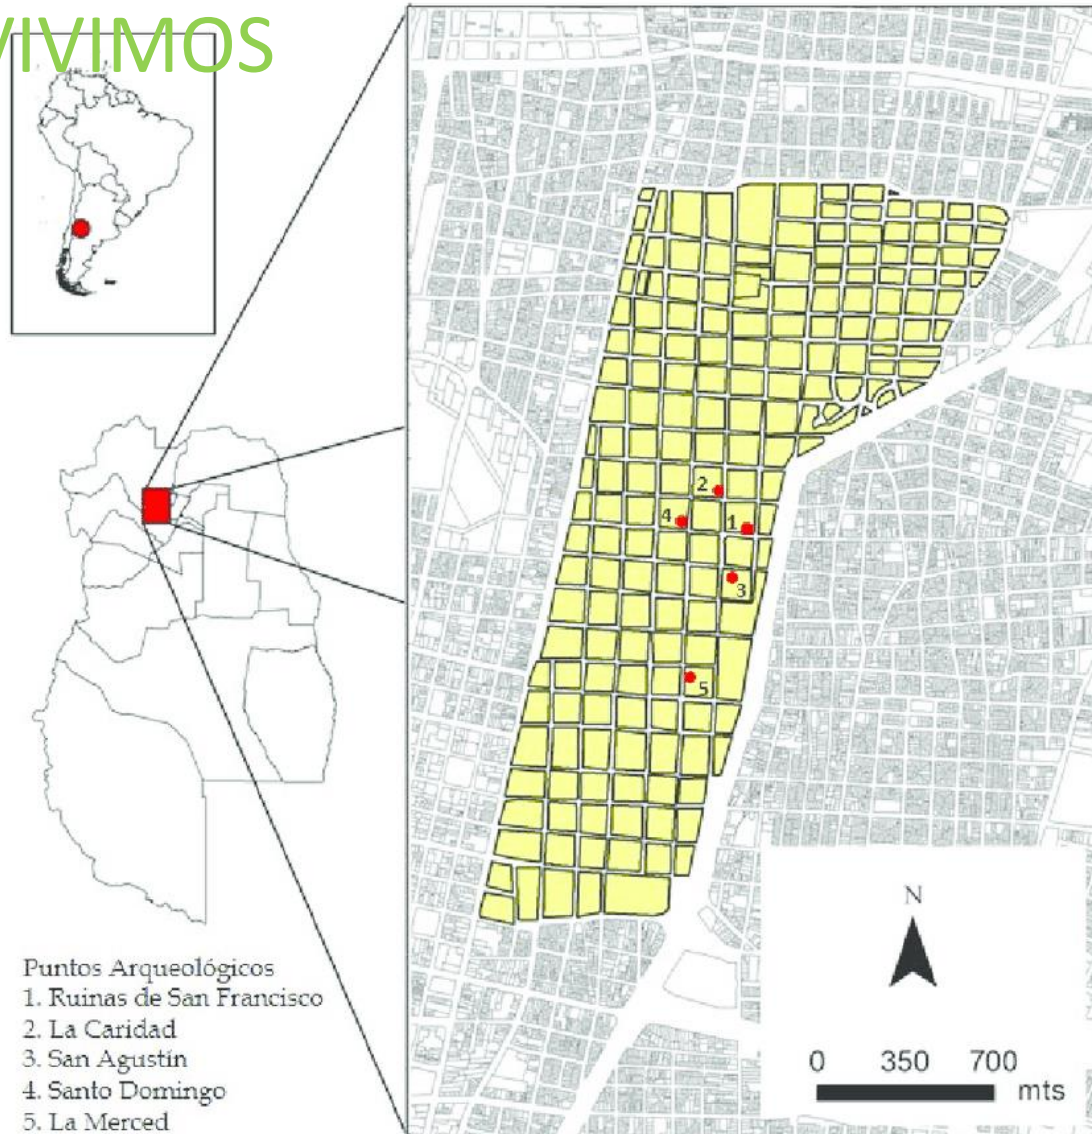 VIVIMOS
2
4
1
3
5
N
0 350 700
mts
Puntos Arqueológicos
1. Ruinas de San Francisco
2. La Caridad
3. San Agustín
4. Santo Domingo
5. La Merced